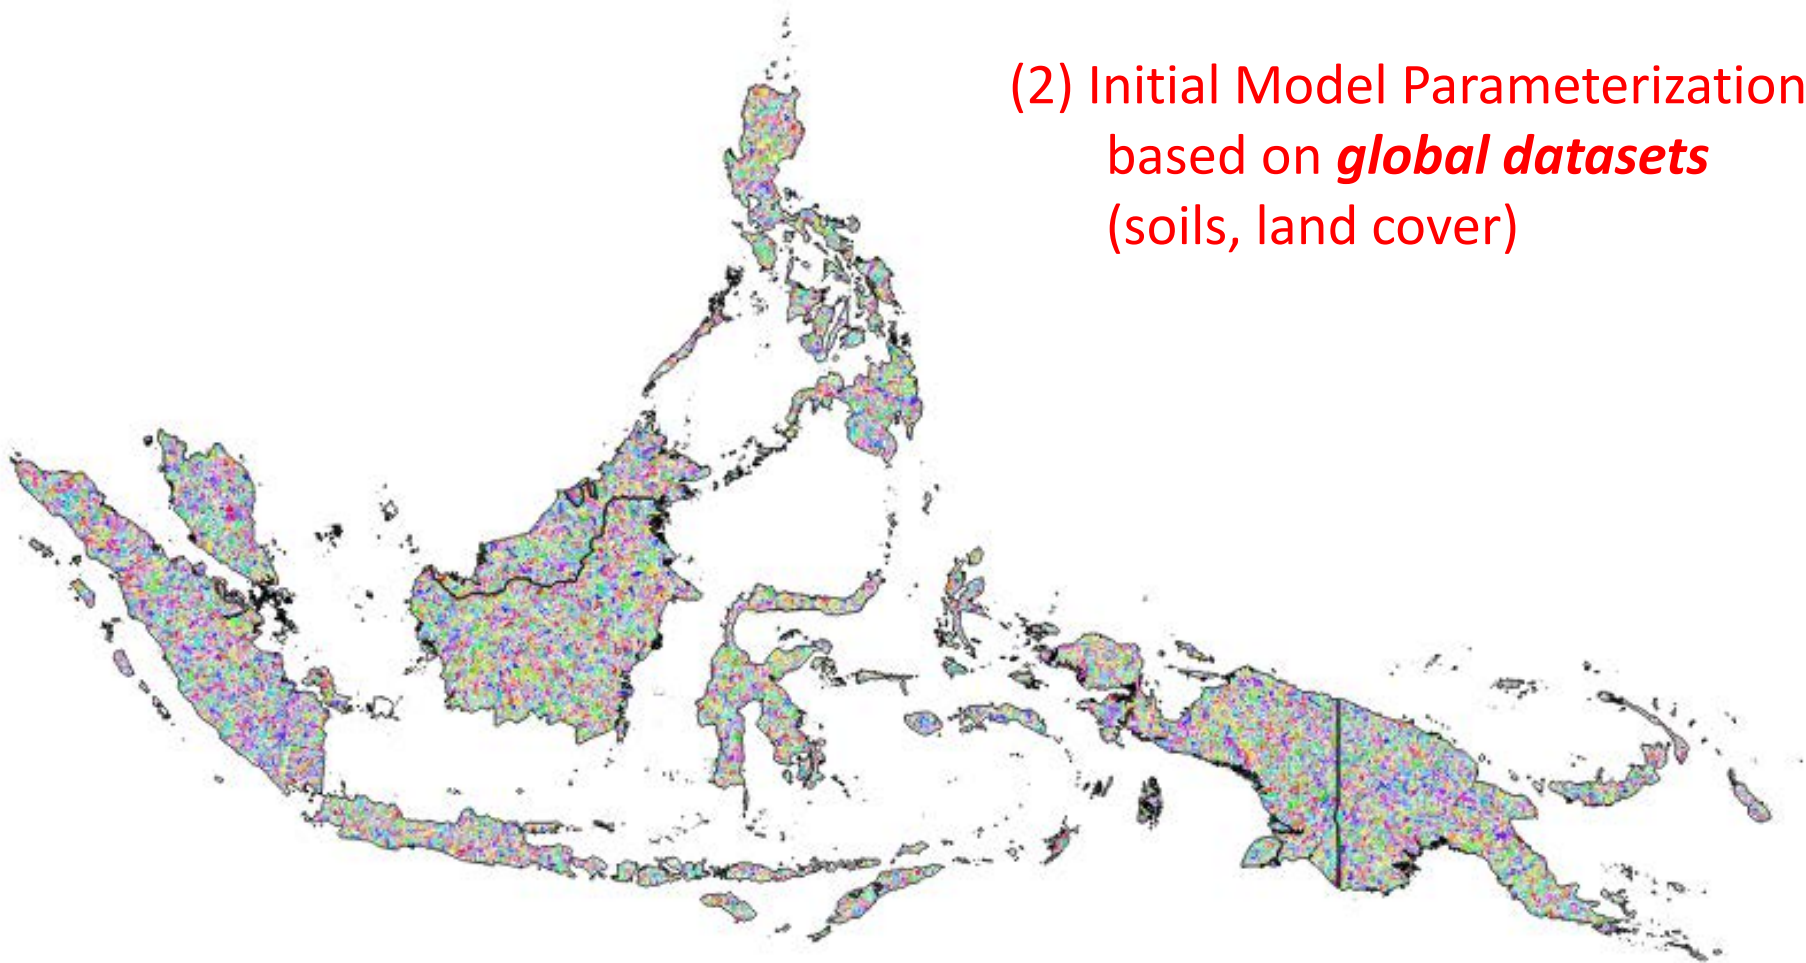 (2) Initial Model Parameterization
based on global datasets
(soils, land cover)